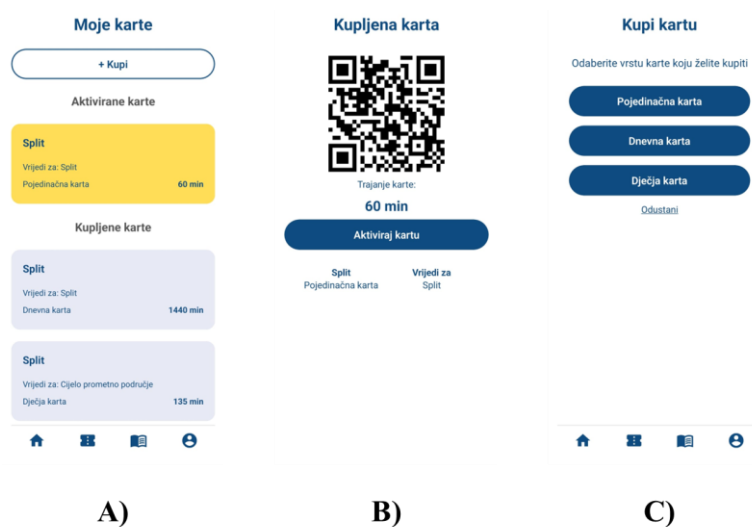 Moje karte
+ Kupi
Aktivirane karte
Split
Vrijedi za: Split
Pojedinačna karta 60 min
Kupljene karte
Split
Vrijedi za: Split
Dnevna karta 1440 min
Split
Vrijedi za: Cijelo prometno područje
Dječja karta 135 min
A)
Kupljena karta
Trajanje karte:
60 min
Aktiviraj kartu
Split Vrijedi za
Pojedinačna karta Split
B)
Kupi kartu
Odaberite vrstu karte koju želite kupiti
Pojedinačna karta
Dnevna karta
Dječja karta
Odustani
C)